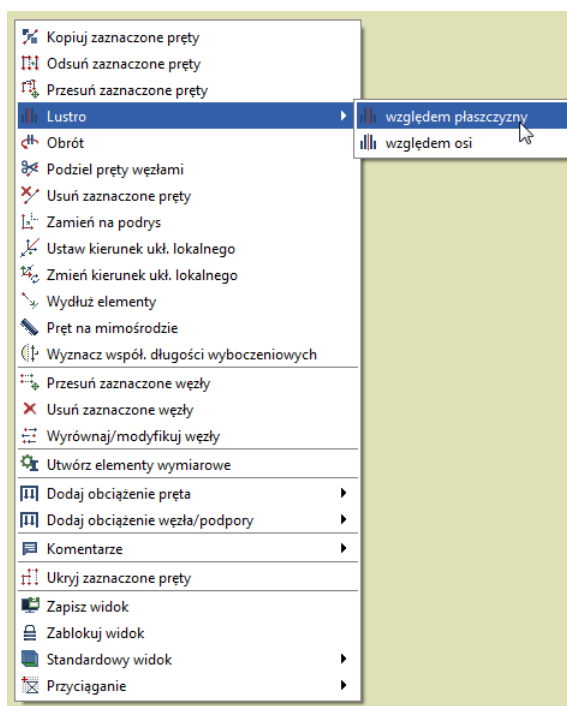 Kopiuj zaznaczone pręty
Odsuń zaznaczone pręty
Przesuń zaznaczone pręty
Lustro
względem płaszczyzny
względem osi
Obrót
Podziel pręty węzłami
Usuń zaznaczone pręty
Zamień na podrys
Ustaw kierunek ukł. lokalnego
Zmień kierunek ukł. lokalnego
Wydłuż elementy
Pręt na mimośrodzie
Wyznacz współ. długości wyboczeniowych
Przesuń zaznaczone węzły
Usuń zaznaczone węzły
Wyrównaj/modyfikuj węzły
Utwórz elementy wymiarowe
Dodaj obciążenie pręta
Dodaj obciążenie węzła/podpory
Komentarze
Ukryj zaznaczone pręty
Zapisz widok
Zablokuj widok
Standardowy widok
Przyciąganie